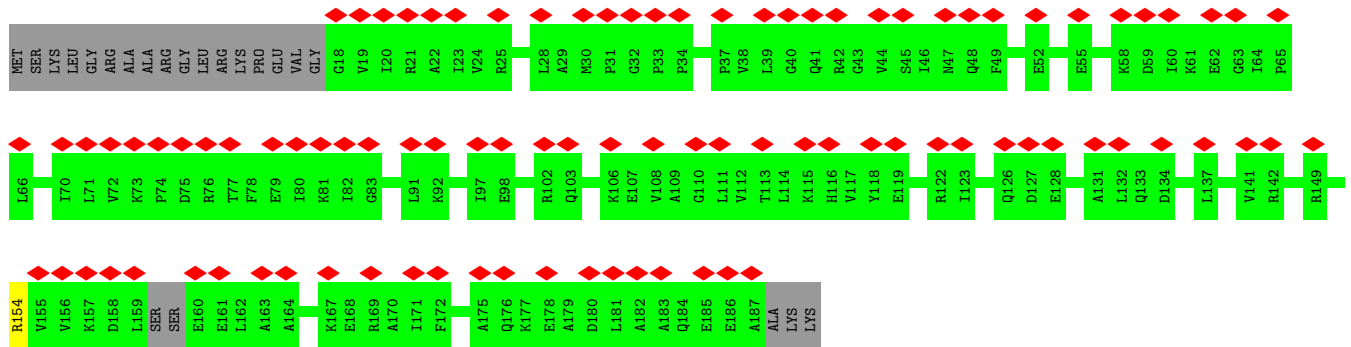 MET SER LYS LEU GLY ARG ALA ALA ARG GLY LEU ARG LYS PRO GLU VAL GLY G18 V19 I20 R21 A22 I23 V24 R25 L28 A29 M30 P31 G32 P33 P34 P37 V38 L39 G40 Q41 R42 G43 V44 S45 I46 N47 Q48 F49 E52 E55 K58 D59 I60 K61 E62 G63 I64 P65
L66 I70 L71 V72 K73 P74 D75 R76 T77 F78 E79 I80 K81 I82 G83 L91 K92 I97 E98 R102 Q103 K106 E107 V108 A109 G110 L111 V112 T113 L114 K115 H116 V117 Y118 E119 R122 I123 Q126 D127 E128 A131 L132 Q133 D134 L137 V141 R142 R149
R154 V155 V156 K157 D158 L159 SER SER E160 E161 L162 A163 A164 K167 E168 R169 A170 I171 F172 A175 Q176 K177 E178 A179 D180 L181 A182 A183 Q184 E185 E186 A187 ALA LYS LYS